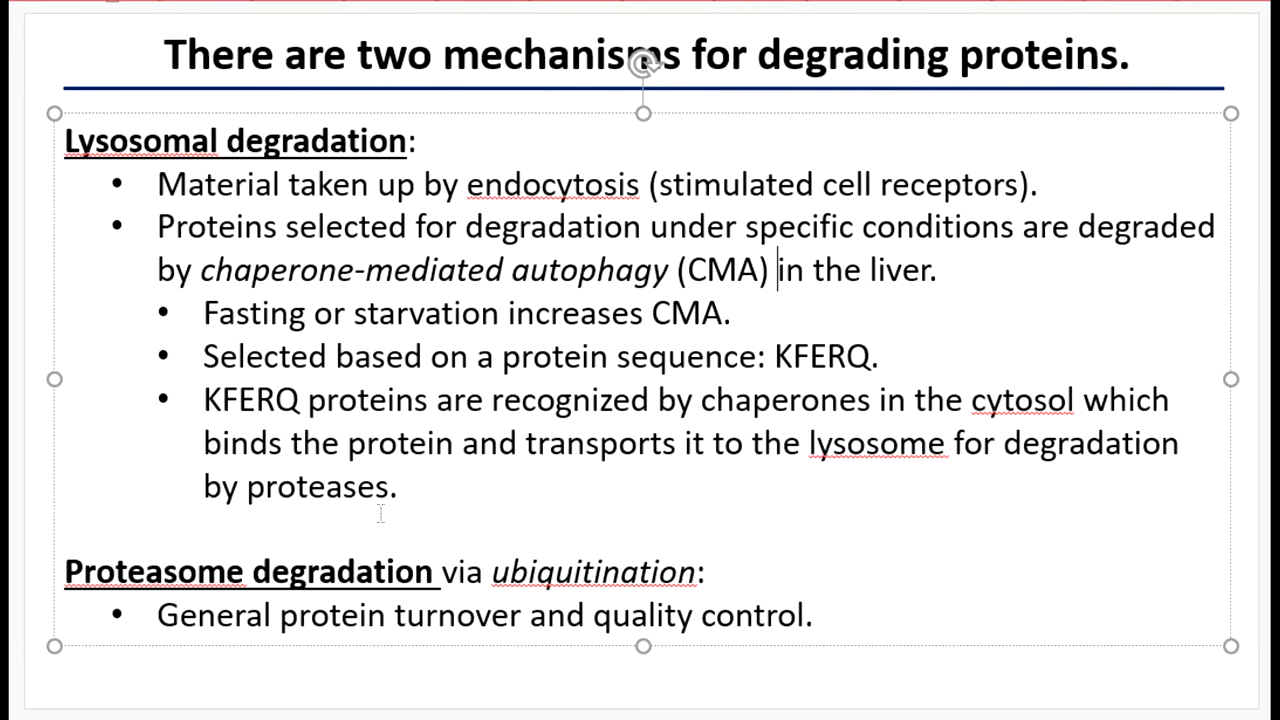 There are two mechanisms for degrading proteins.
Lysosomal degradation:
• Material taken up by endocytosis (stimulated cell receptors).
• Proteins selected for degradation under specific conditions are degraded
by chaperone-mediated autophagy (CMA) in the liver.
• Fasting or starvation increases CMA.
• Selected based on a protein sequence: KFERQ.
• KFERQ proteins are recognized by chaperones in the cytosol which
binds the protein and transports it to the lysosome for degradation
by proteases.
Proteasome degradation via ubiquitination:
• General protein turnover and quality control.